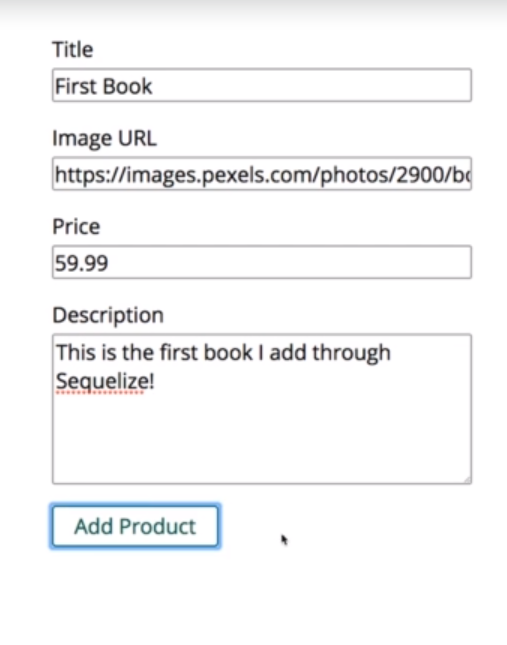 Title
First Book
Image URL
https://images.pexels.com/photos/2900/bo
Price
59.99
Description
This is the first book I add through
Sequelize!
Add Product